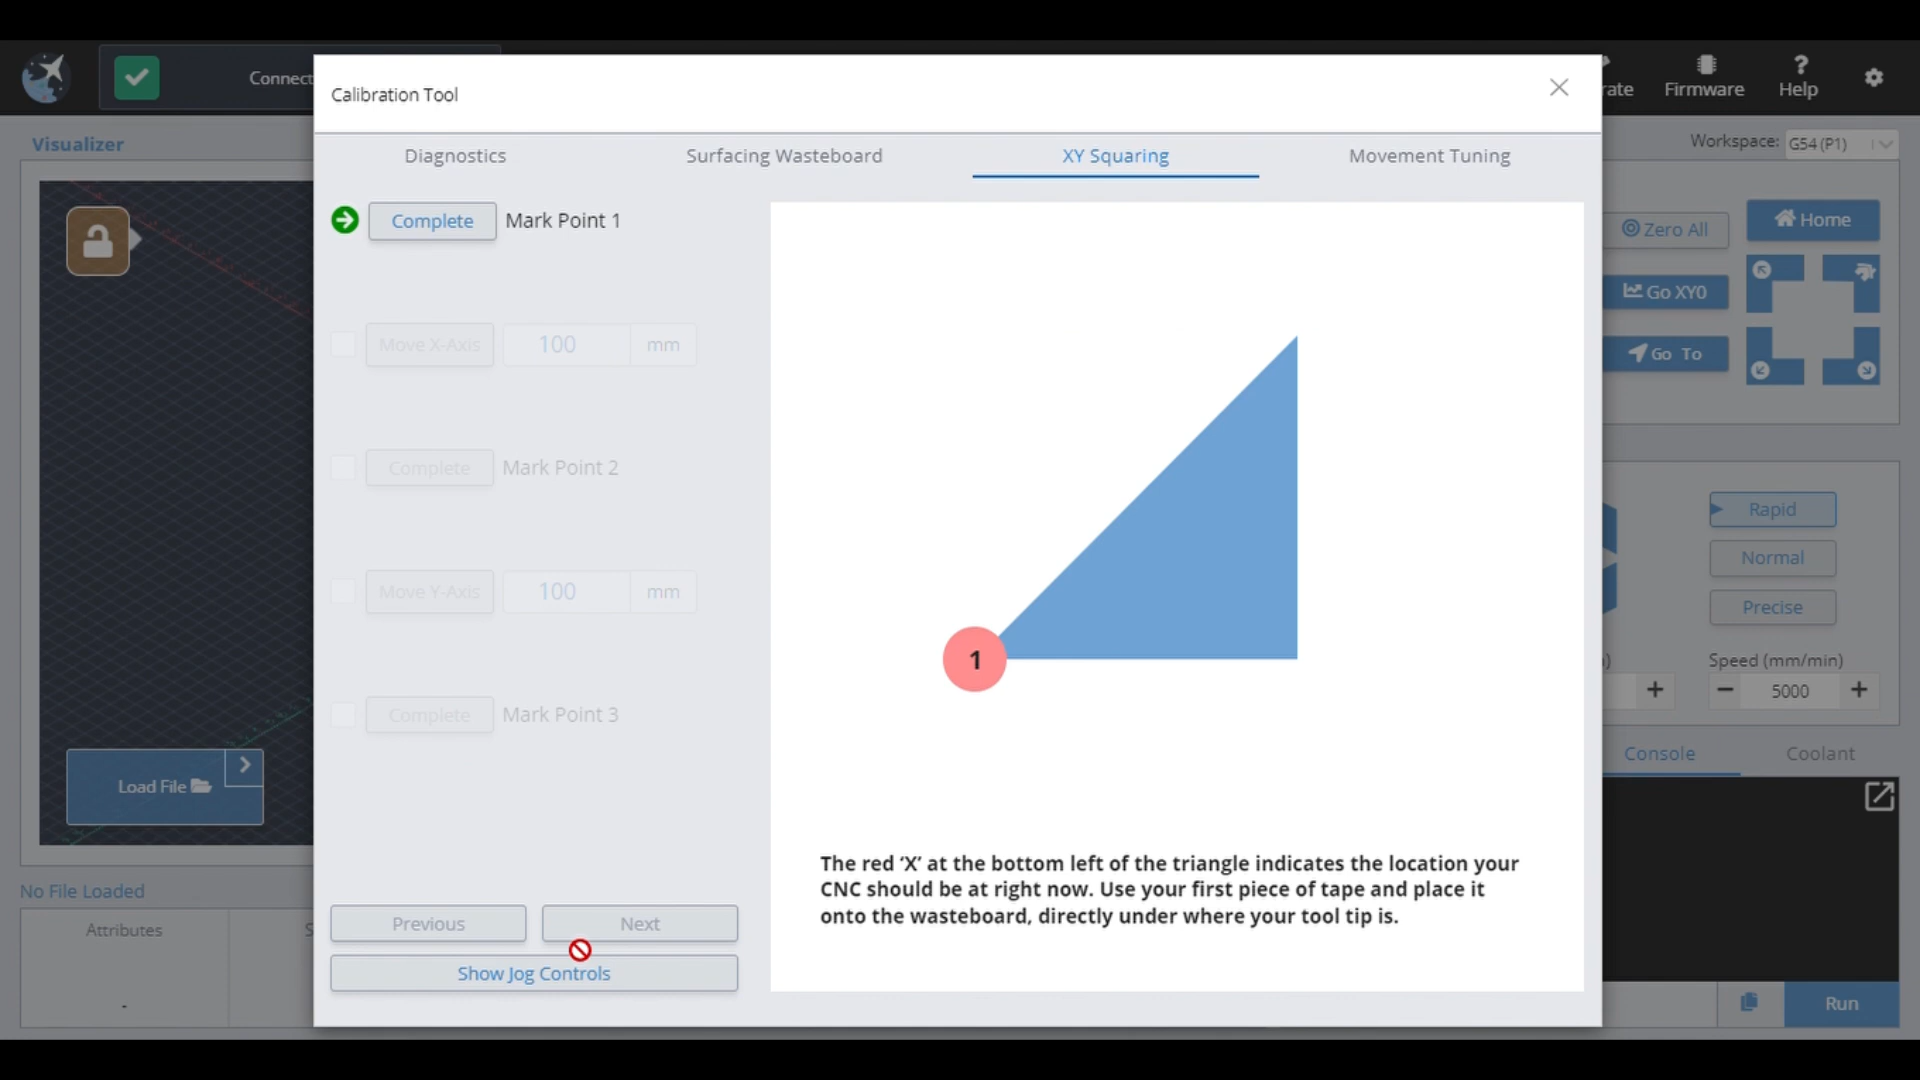 Connect
Calibration Tool
rate
Firmware
Help
Visualizer
Workspace:
G54 (P1)
Diagnostics
Surfacing Wasteboard
XY Squaring
Movement Tuning
Complete
Mark Point 1
Zero All
Home
Go XY0
Move X-Axis
100
mm
Go To
Complete
Mark Point 2
Rapid
Normal
Move Y-Axis
100
mm
Precise
1
Speed (mm/min)
5000
Complete
Mark Point 3
Console
Coolant
Load File
The red ‘X’ at the bottom left of the triangle indicates the location your
CNC should be at right now. Use your first piece of tape and place it
onto the wasteboard, directly under where your tool tip is.
No File Loaded
Attributes
S
-
Previous
Next
Show Jog Controls
Run